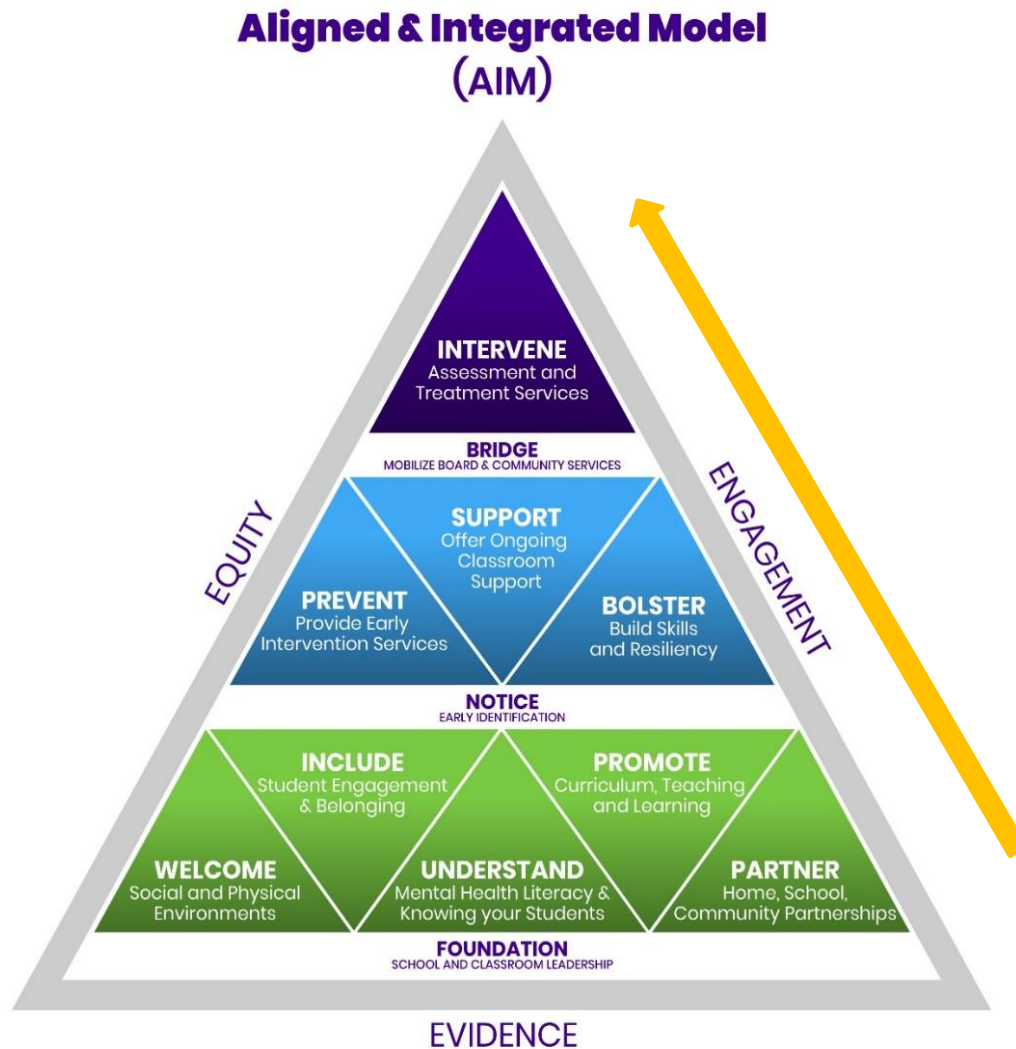 Aligned & Integrated Model
(AIM)
INTERVENE
Assessment and
Treatment Services
BRIDGE
MOBILIZE BOARD & COMMUNITY SERVICES
EQUITY
ENGAGEMENT
SUPPORT
Offer Ongoing
Classroom
Support
PREVENT
Provide Early
Intervention Services
BOLSTER
Build Skills
and Resiliency
NOTICE
EARLY IDENTIFICATION
INCLUDE
Student Engagement
& Belonging
PROMOTE
Curriculum, Teaching
and Learning
WELCOME
Social and Physical
Environments
UNDERSTAND
Mental Health Literacy &
Knowing your Students
PARTNER
Home, School,
Community Partnerships
FOUNDATION
SCHOOL AND CLASSROOM LEADERSHIP
EVIDENCE